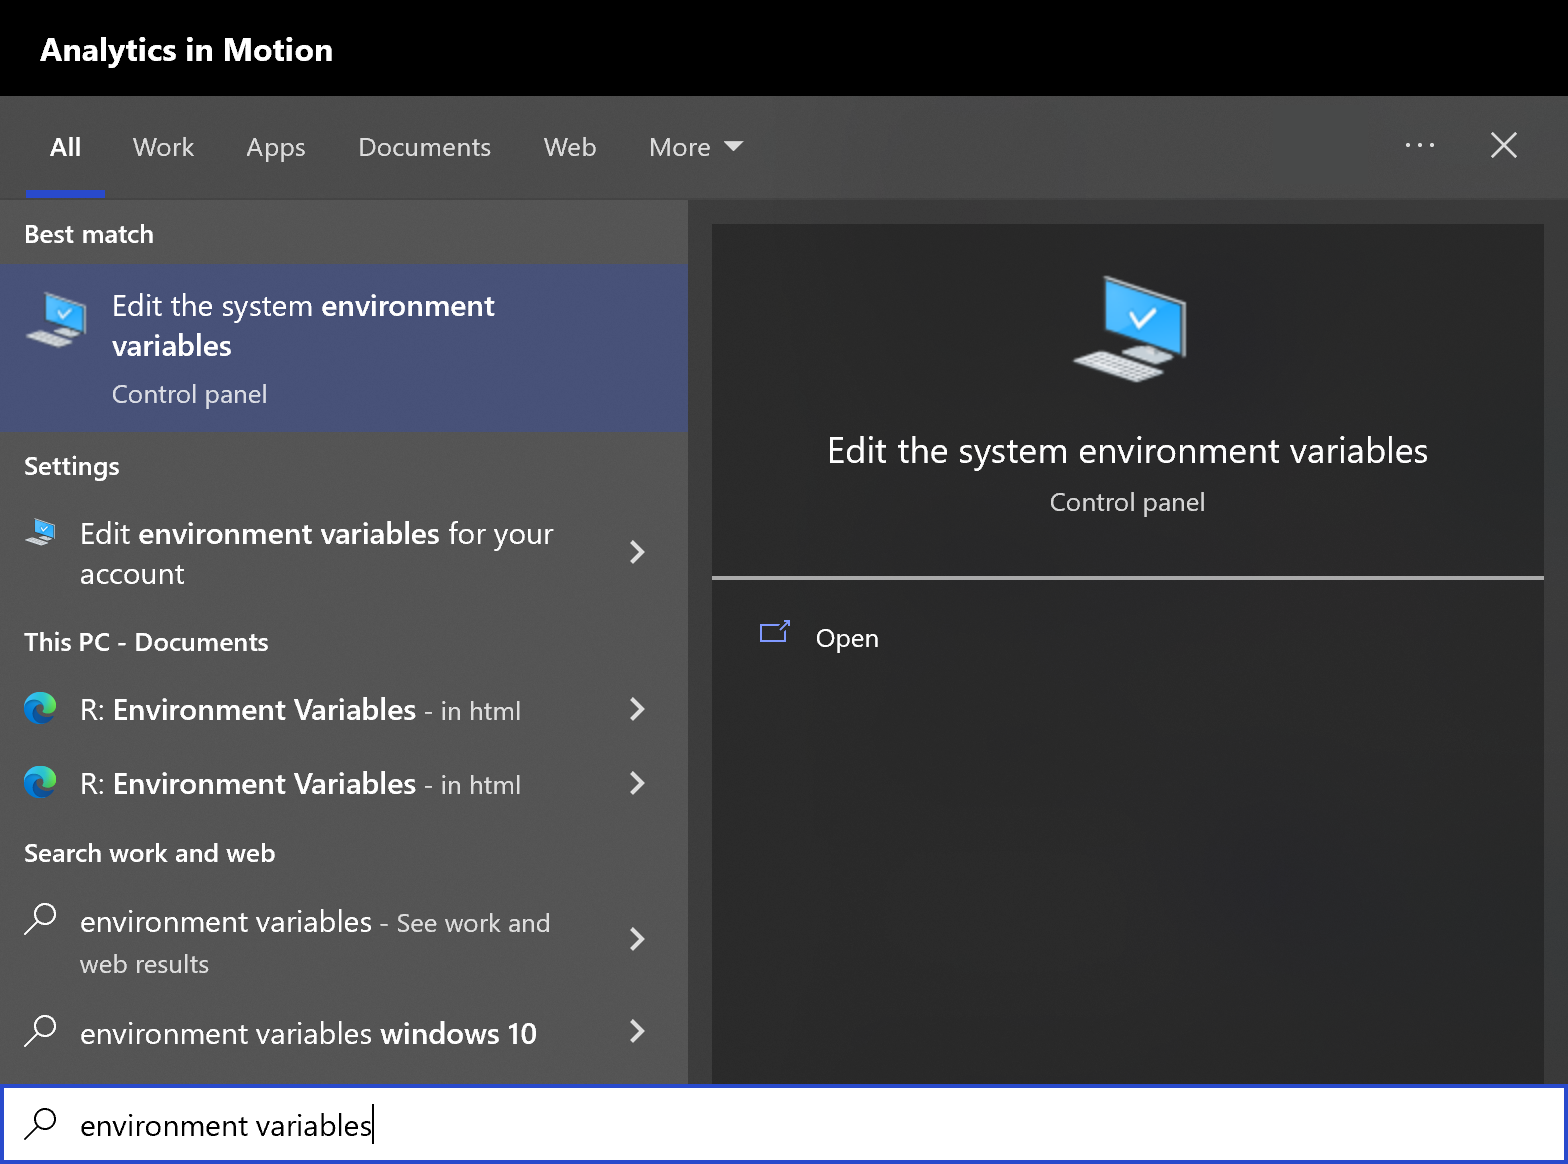 Analytics in Motion
All Work Apps Documents Web More
Best match
Edit the system environment
variables
Control panel
Settings
Edit environment variables for your
account
This PC - Documents
R: Environment Variables - in html
R: Environment Variables - in html
Search work and web
environment variables - See work and
web results
environment variables windows 10
Edit the system environment variables
Control panel
Open
environment variables